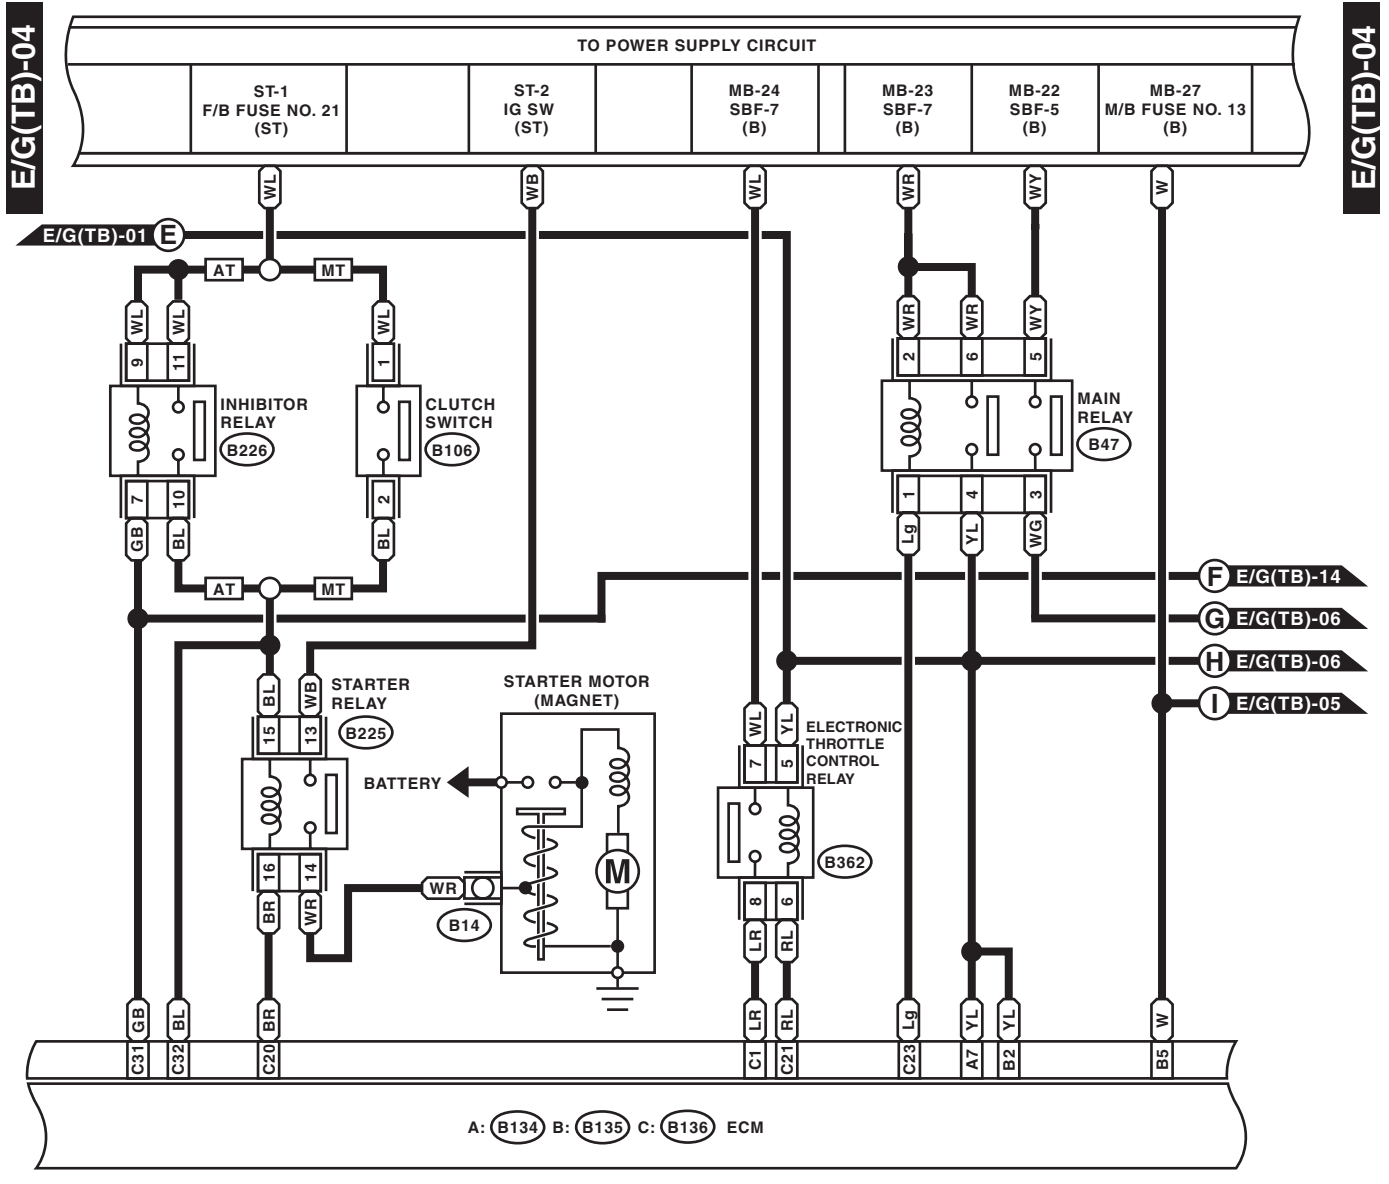 E/G(TB)-04
E/G(TB)-04
TO POWER SUPPLY CIRCUIT
ST-1
F/B FUSE NO. 21
(ST)
ST-2
IG SW
(ST)
MB-24
SBF-7
(B)
MB-23
SBF-7
(B)
MB-22
SBF-5
(B)
MB-27
M/B FUSE NO. 13
(B)
WL
WB
WL
WR
WY
W
E/G(TB)-01 E
AT
MT
WL
WL
WL
WR
WR
WY
9
11
1
2
6
5
INHIBITOR
RELAY
B226
CLUTCH
SWITCH
B106
MAIN
RELAY
B47
7
10
2
1
4
3
GB
BL
BL
Lg
YL
WG
AT
MT
F E/G(TB)-14
G E/G(TB)-06
H E/G(TB)-06
I E/G(TB)-05
BL
WB
STARTER
RELAY
B225
15
13
STARTER MOTOR
(MAGNET)
WL
YL
ELECTRONIC
THROTTLE
CONTROL
RELAY
7
5
BATTERY
M
B362
16
14
WR
B14
8
6
BR
WR
LR
RL
GB
BL
BR
LR
RL
Lg
YL
YL
W
C31
C32
C20
C1
C21
C23
A7
B2
B5
A: B134 B: B135 C: B136 ECM